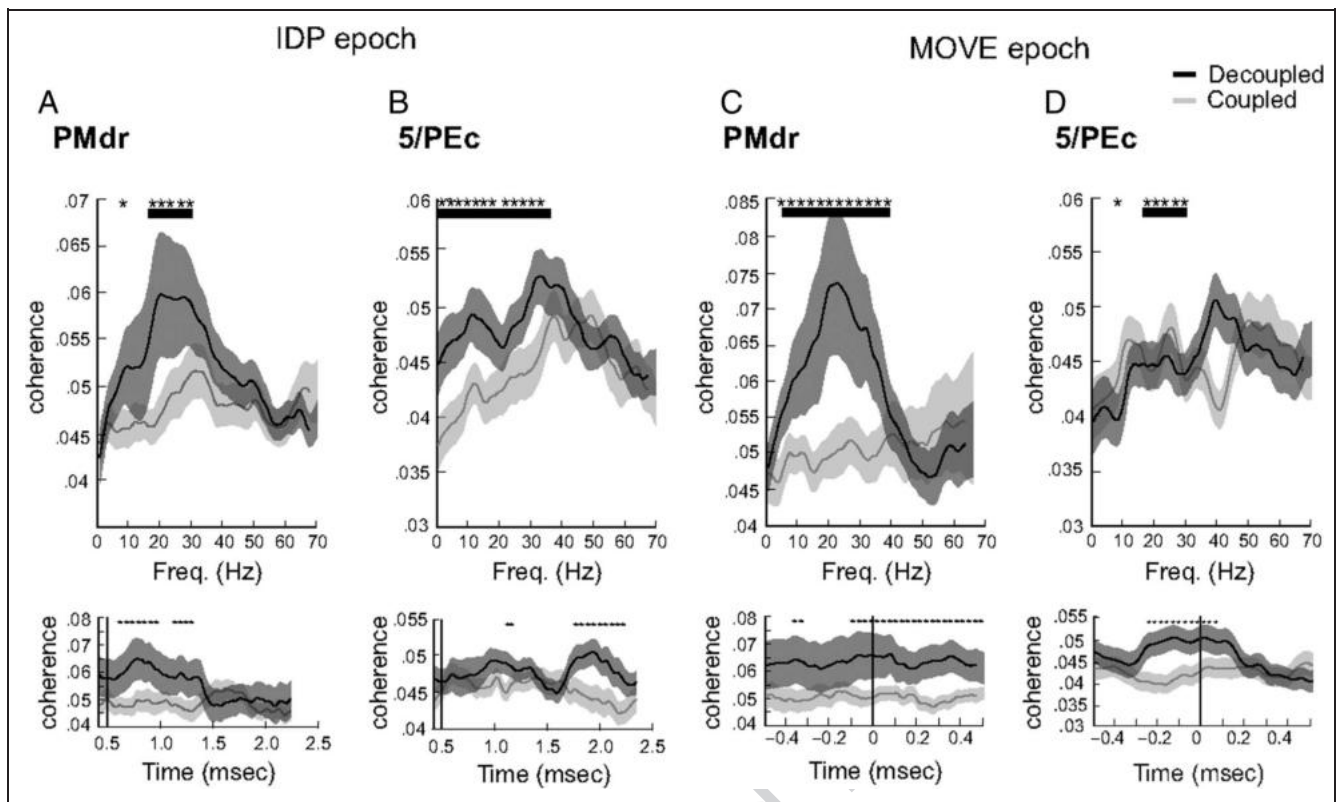 IDP epoch
MOVE epoch
Decoupled
Coupled
A
PMdr
B
5/PEc
C
PMdr
D
5/PEc
* *****
.07
.065
.06
.055
.05
.045
.04
coherence
0 10 20 30 40 50 60 70
Freq. (Hz)
.06
.055
.05
.045
.04
.035
.03
coherence
0 10 20 30 40 50 60 70
Freq. (Hz)
.085
.08
.075
.07
.065
.06
.055
.05
.045
.04
coherence
0 10 20 30 40 50 60 70
Freq. (Hz)
* *****
.06
.055
.05
.045
.04
.035
.03
coherence
0 10 20 30 40 50 60 70
Freq. (Hz)
.08
.07
.06
.05
.04
coherence
0.5 1.0 1.5 2.0 2.5
Time (msec)
.055
.05
.045
.04
coherence
0.5 1.0 1.5 2.0 2.5
Time (msec)
.08
.07
.06
.05
.04
coherence
−0.4 −0.2 0 0.2 0.4
Time (msec)
.055
.05
.045
.04
.035
.03
coherence
−0.4 −0.2 0 0.2 0.4
Time (msec)